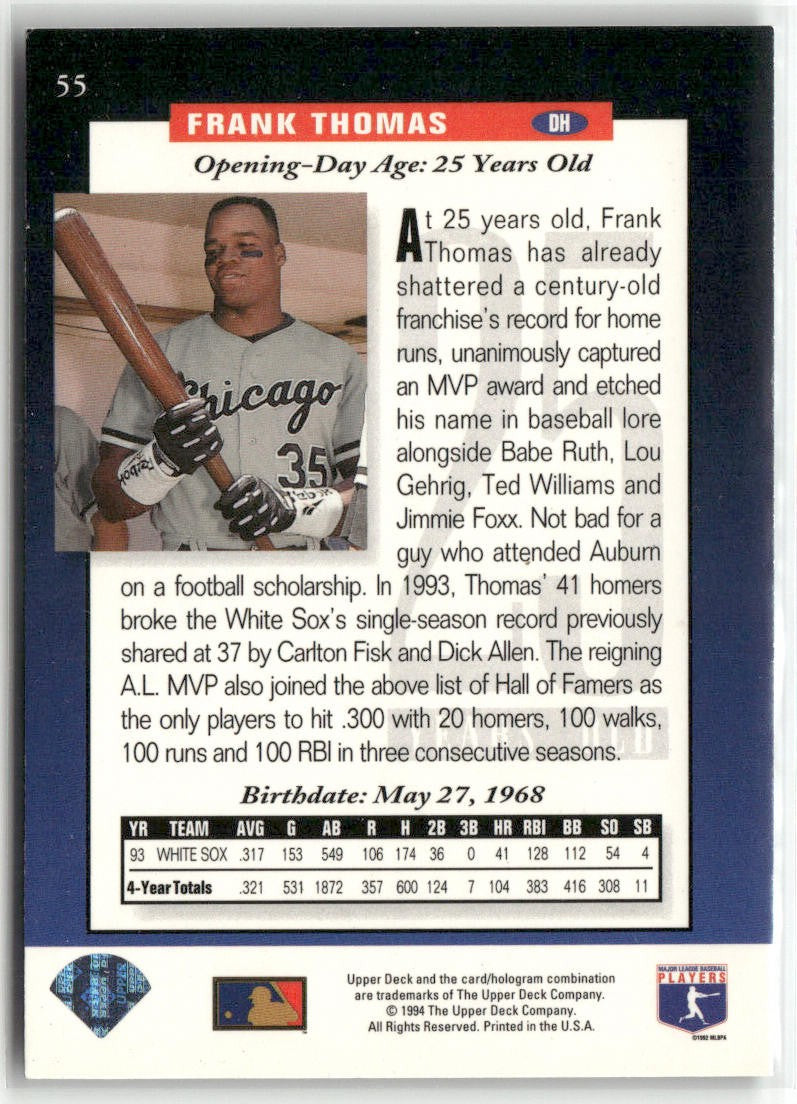 55
FRANK THOMAS DH
Opening-Day Age: 25 Years Old
Chicago
35
At 25 years old, Frank
Thomas has already
shattered a century-old
franchise's record for home
runs, unanimously captured
an MVP award and etched
his name in baseball lore
alongside Babe Ruth, Lou
Gehrig, Ted Williams and
Jimmie Foxx. Not bad for a
guy who attended Auburn
on a football scholarship. In 1993, Thomas' 41 homers
broke the White Sox's single-season record previously
shared at 37 by Carlton Fisk and Dick Allen. The reigning
A.L. MVP also joined the above list of Hall of Famers as
the only players to hit .300 with 20 homers, 100 walks,
100 runs and 100 RBI in three consecutive seasons.
25
YEARS OLD
Birthdate: May 27, 1968
YR TEAM AVG G AB R H 2B 3B HR RBI BB SO SB
93 WHITE SOX .317 153 549 106 174 36 0 41 128 112 54 4
4-Year Totals .321 531 1872 357 600 124 7 104 383 416 308 11
UPPER
Upper Deck and the card/hologram combination
are trademarks of The Upper Deck Company.
© 1994 The Upper Deck Company.
All Rights Reserved. Printed in the U.S.A.
MAJOR LEAGUE BASEBALL
PLAYERS
©1992 MLBPA